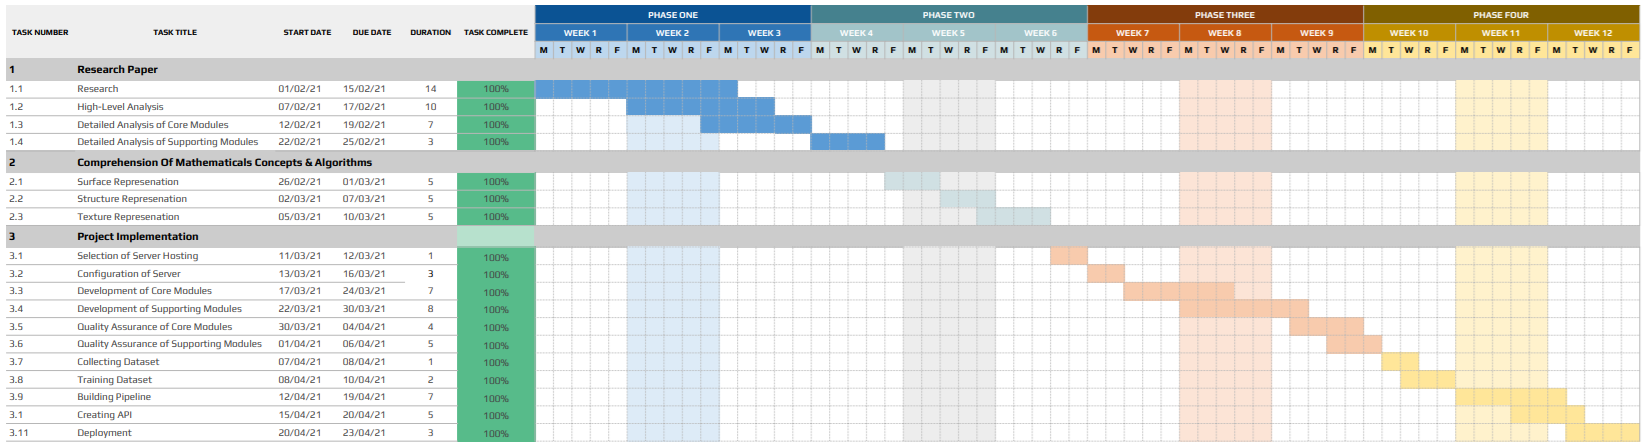 PHASE ONE PHASE TWO PHASE THREE PHASE FOUR
TASK NUMBER TASK TITLE START DATE DUE DATE DURATION TASK COMPLETE WEEK 1 WEEK 2 WEEK 3 WEEK 4 WEEK 5 WEEK 6 WEEK 7 WEEK 8 WEEK 9 WEEK 10 WEEK 11 WEEK 12
M T W R F M T W R F M T W R F M T W R F M T W R F M T W R F M T W R F M T W R F M T W R F M T W R F M T W R F M T W R F
1 Research Paper
1.1 Research 01/02/21 15/02/21 14 100%
1.2 High-Level Analysis 07/02/21 17/02/21 10 100%
1.3 Detailed Analysis of Core Modules 12/02/21 19/02/21 7 100%
1.4 Detailed Analysis of Supporting Modules 22/02/21 25/02/21 3 100%
2 Comprehension Of Mathematicals Concepts & Algorithms
2.1 Surface Represenation 26/02/21 01/03/21 5 100%
2.2 Structure Represenation 02/03/21 07/03/21 5 100%
2.3 Texture Represenation 05/03/21 10/03/21 5 100%
3 Project Implementation
3.1 Selection of Server Hosting 11/03/21 12/03/21 1 100%
3.2 Configuration of Server 13/03/21 16/03/21 3 100%
3.3 Development of Core Modules 17/03/21 24/03/21 7 100%
3.4 Development of Supporting Modules 22/03/21 30/03/21 8 100%
3.5 Quality Assurance of Core Modules 30/03/21 04/04/21 4 100%
3.6 Quality Assurance of Supporting Modules 01/04/21 06/04/21 5 100%
3.7 Collecting Dataset 07/04/21 08/04/21 1 100%
3.8 Training Dataset 08/04/21 10/04/21 2 100%
3.9 Building Pipeline 12/04/21 19/04/21 7 100%
3.1 Creating API 15/04/21 20/04/21 5 100%
3.11 Deployment 20/04/21 23/04/21 3 100%